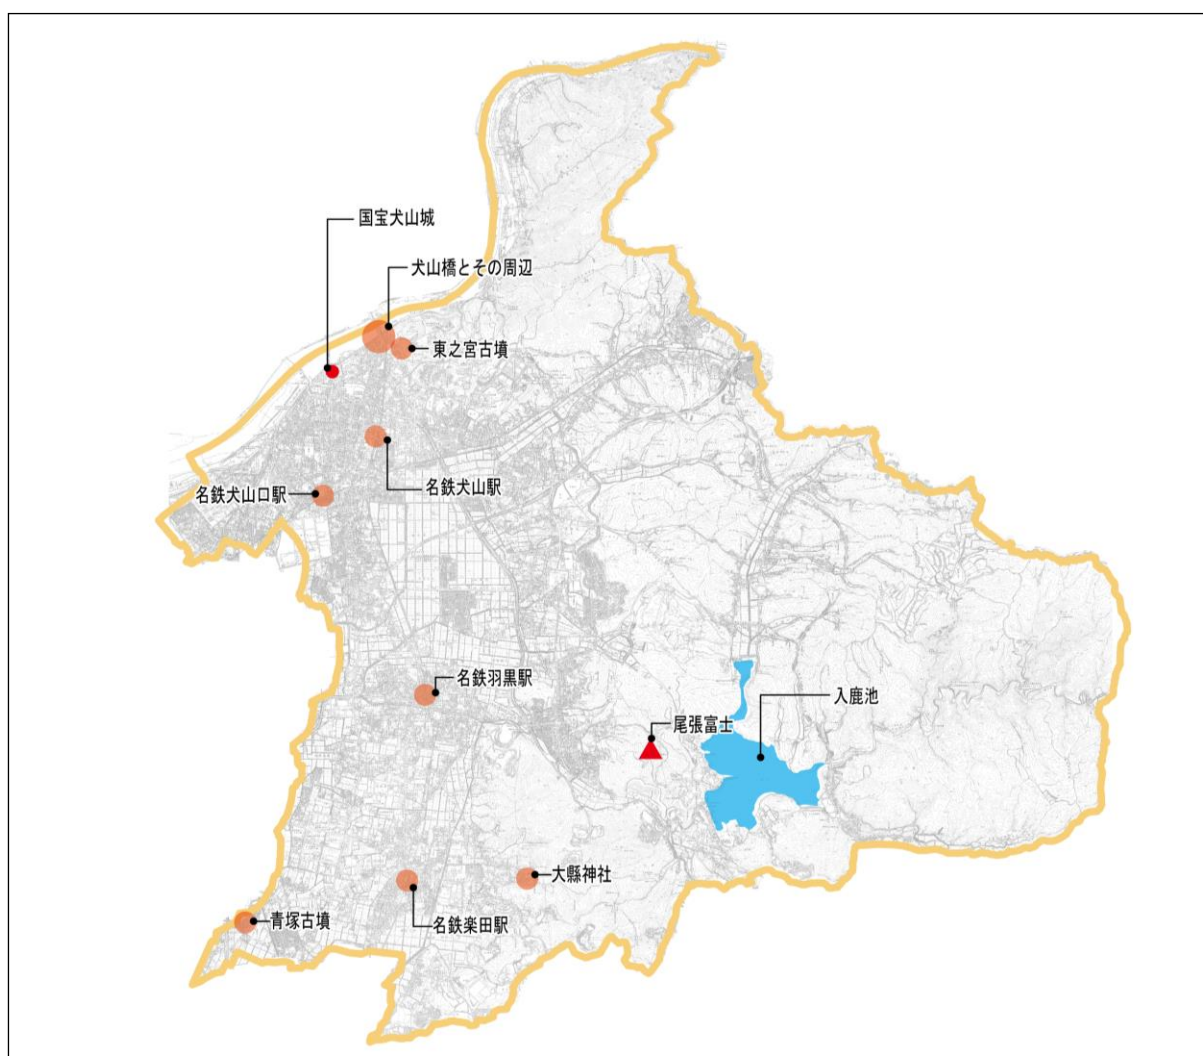 国宝犬山城
犬山橋とその周辺
東之宮古墳
名鉄犬山駅
名鉄犬山口駅
名鉄羽黒駅
尾張富士
入鹿池
大縣神社
青塚古墳
名鉄楽田駅